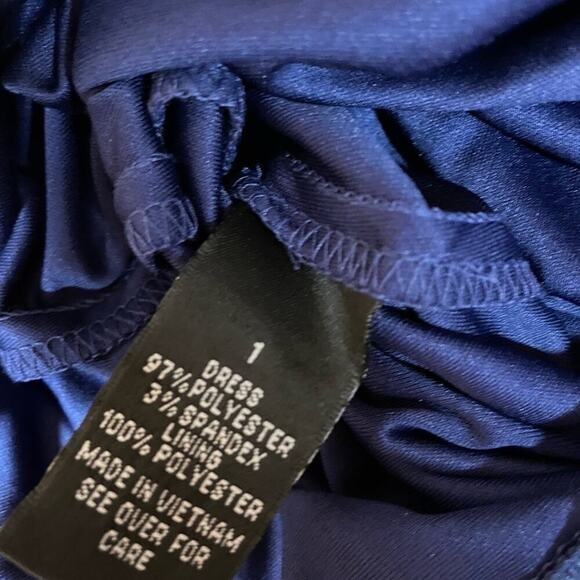 1
DRESS
97%POLYESTER
3% SPANDEX
LINING
100% POLYESTER
MADE IN VIETNAM
SEE OVER FOR
CARE